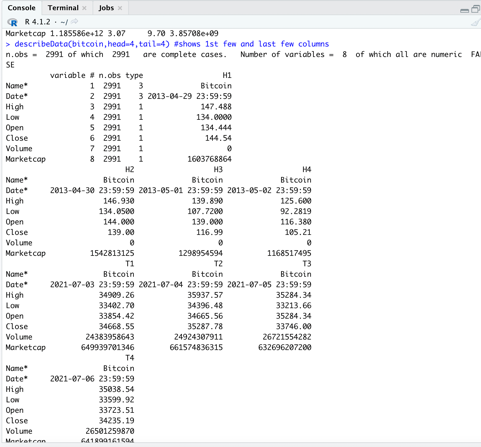 Console Terminal × Jobs ×
R 4.1.2 · ~/
Marketcap 1.185586e+12 3.07 9.70 3.85708e+09
> describeData(bitcoin,head=4,tail=4) #shows 1st few and last few columns
n.obs = 2991 of which 2991 are complete cases. Number of variables = 8 of which all are numeric FAL
SE
variable # n.obs type H1
Name* 1 2991 3 Bitcoin
Date* 2 2991 3 2013-04-29 23:59:59
High 3 2991 1 147.488
Low 4 2991 1 134.0000
Open 5 2991 1 134.444
Close 6 2991 1 144.54
Volume 7 2991 1 0
Marketcap 8 2991 1 1603768864
H2 H3 H4
Name* Bitcoin Bitcoin Bitcoin
Date* 2013-04-30 23:59:59 2013-05-01 23:59:59 2013-05-02 23:59:59
High 146.930 139.890 125.600
Low 134.0500 107.7200 92.2819
Open 144.000 139.000 116.380
Close 139.00 116.99 105.21
Volume 0 0 0
Marketcap 1542813125 1298954594 1168517495
T1 T2 T3
Name* Bitcoin Bitcoin Bitcoin
Date* 2021-07-03 23:59:59 2021-07-04 23:59:59 2021-07-05 23:59:59
High 34909.26 35937.57 35284.34
Low 33402.70 34396.48 33213.66
Open 33854.42 34665.56 35284.34
Close 34668.55 35287.78 33746.00
Volume 24383958643 24924307911 26721554282
Marketcap 649939701346 661574836315 632696207200
T4
Name* Bitcoin
Date* 2021-07-06 23:59:59
High 35038.54
Low 33599.92
Open 33723.51
Close 34235.19
Volume 26501259870
Marketcap 641899161594